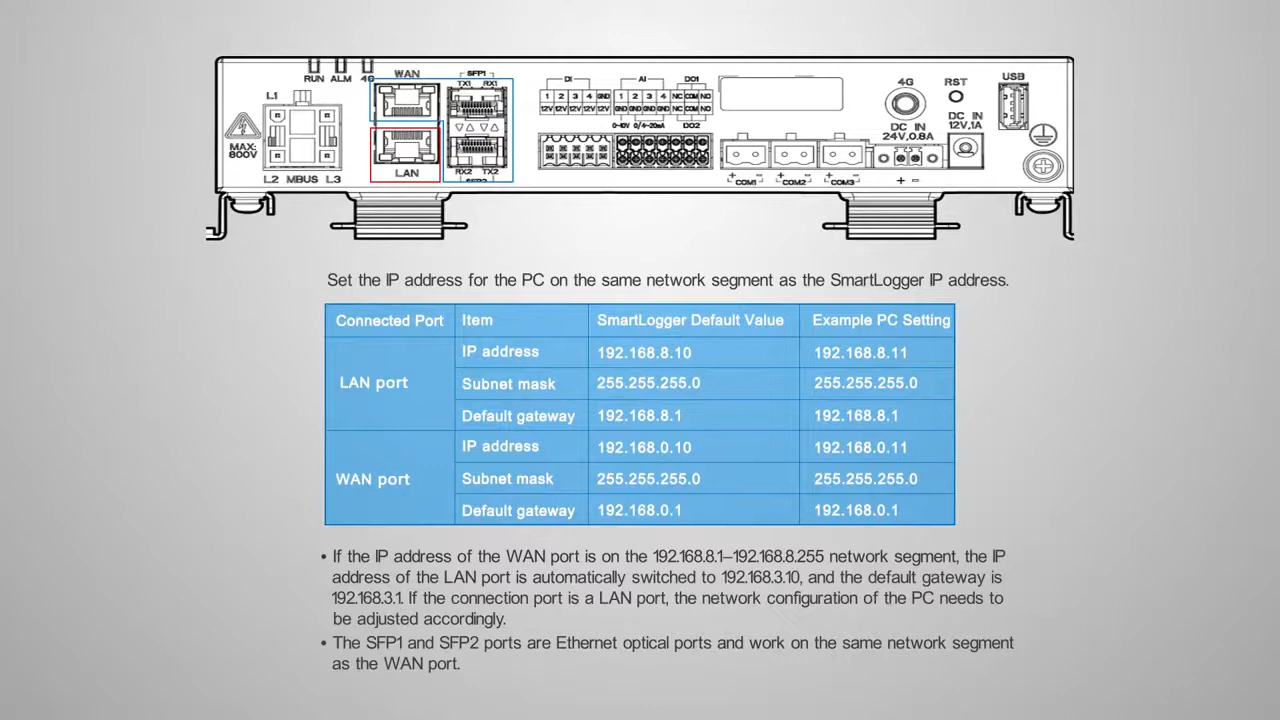 RUN ALM 4G
WAN
SFP1
TX1 RX1
DI
AI
DO1
4G
RST
USB
L1
1 2 3 4 GND
1 2 3 4
NC COM NO
12V 12V 12V 12V 12V
GND GND GND GND
NC COM NO
0~10V 0/4~20mA
DO2
DC IN
24V,0.8A
DC IN
12V,1A
MAX:
800V
LAN
RX2 TX2
SFP2
L2 MBUS L3
+ −
COM1
+ −
COM2
+ −
COM3
+ −
Set the IP address for the PC on the same network segment as the SmartLogger IP address.
Connected Port Item SmartLogger Default Value Example PC Setting
LAN port
IP address 192.168.8.10 192.168.8.11
Subnet mask 255.255.255.0 255.255.255.0
Default gateway 192.168.8.1 192.168.8.1
WAN port
IP address 192.168.0.10 192.168.0.11
Subnet mask 255.255.255.0 255.255.255.0
Default gateway 192.168.0.1 192.168.0.1
• If the IP address of the WAN port is on the 192.168.8.1–192.168.8.255 network segment, the IP
address of the LAN port is automatically switched to 192.168.3.10, and the default gateway is
192.168.3.1. If the connection port is a LAN port, the network configuration of the PC needs to
be adjusted accordingly.
• The SFP1 and SFP2 ports are Ethernet optical ports and work on the same network segment
as the WAN port.